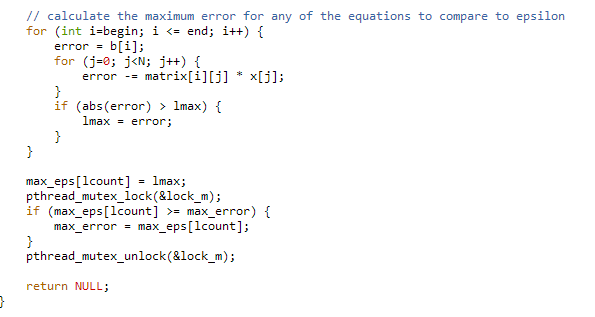 // calculate the maximum error for any of the equations to compare to epsilon
for (int i=begin; i <= end; i++) {
error = b[i];
for (j=0; j<N; j++) {
error -= matrix[i][j] * x[j];
}
if (abs(error) > lmax) {
lmax = error;
}
}
max_eps[lcount] = lmax;
pthread_mutex_lock(&lock_m);
if (max_eps[lcount] >= max_error) {
max_error = max_eps[lcount];
}
pthread_mutex_unlock(&lock_m);
return NULL;
}